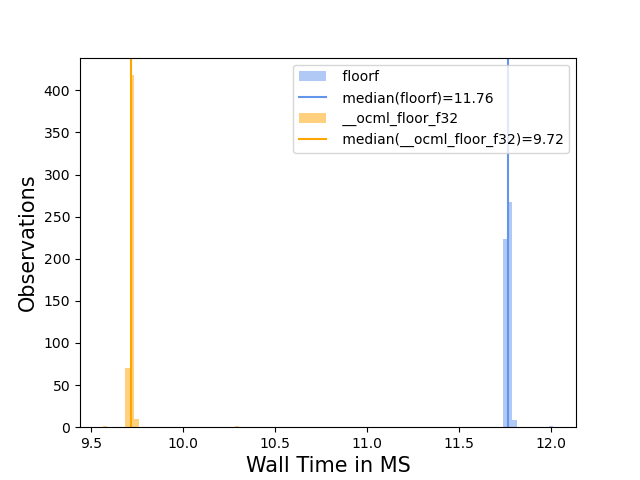 floorf
median(floorf)=11.76
__ocml_floor_f32
median(__ocml_floor_f32)=9.72
400
350
300
250
200
150
100
50
0
Observations
9.5 10.0 10.5 11.0 11.5 12.0
Wall Time in MS